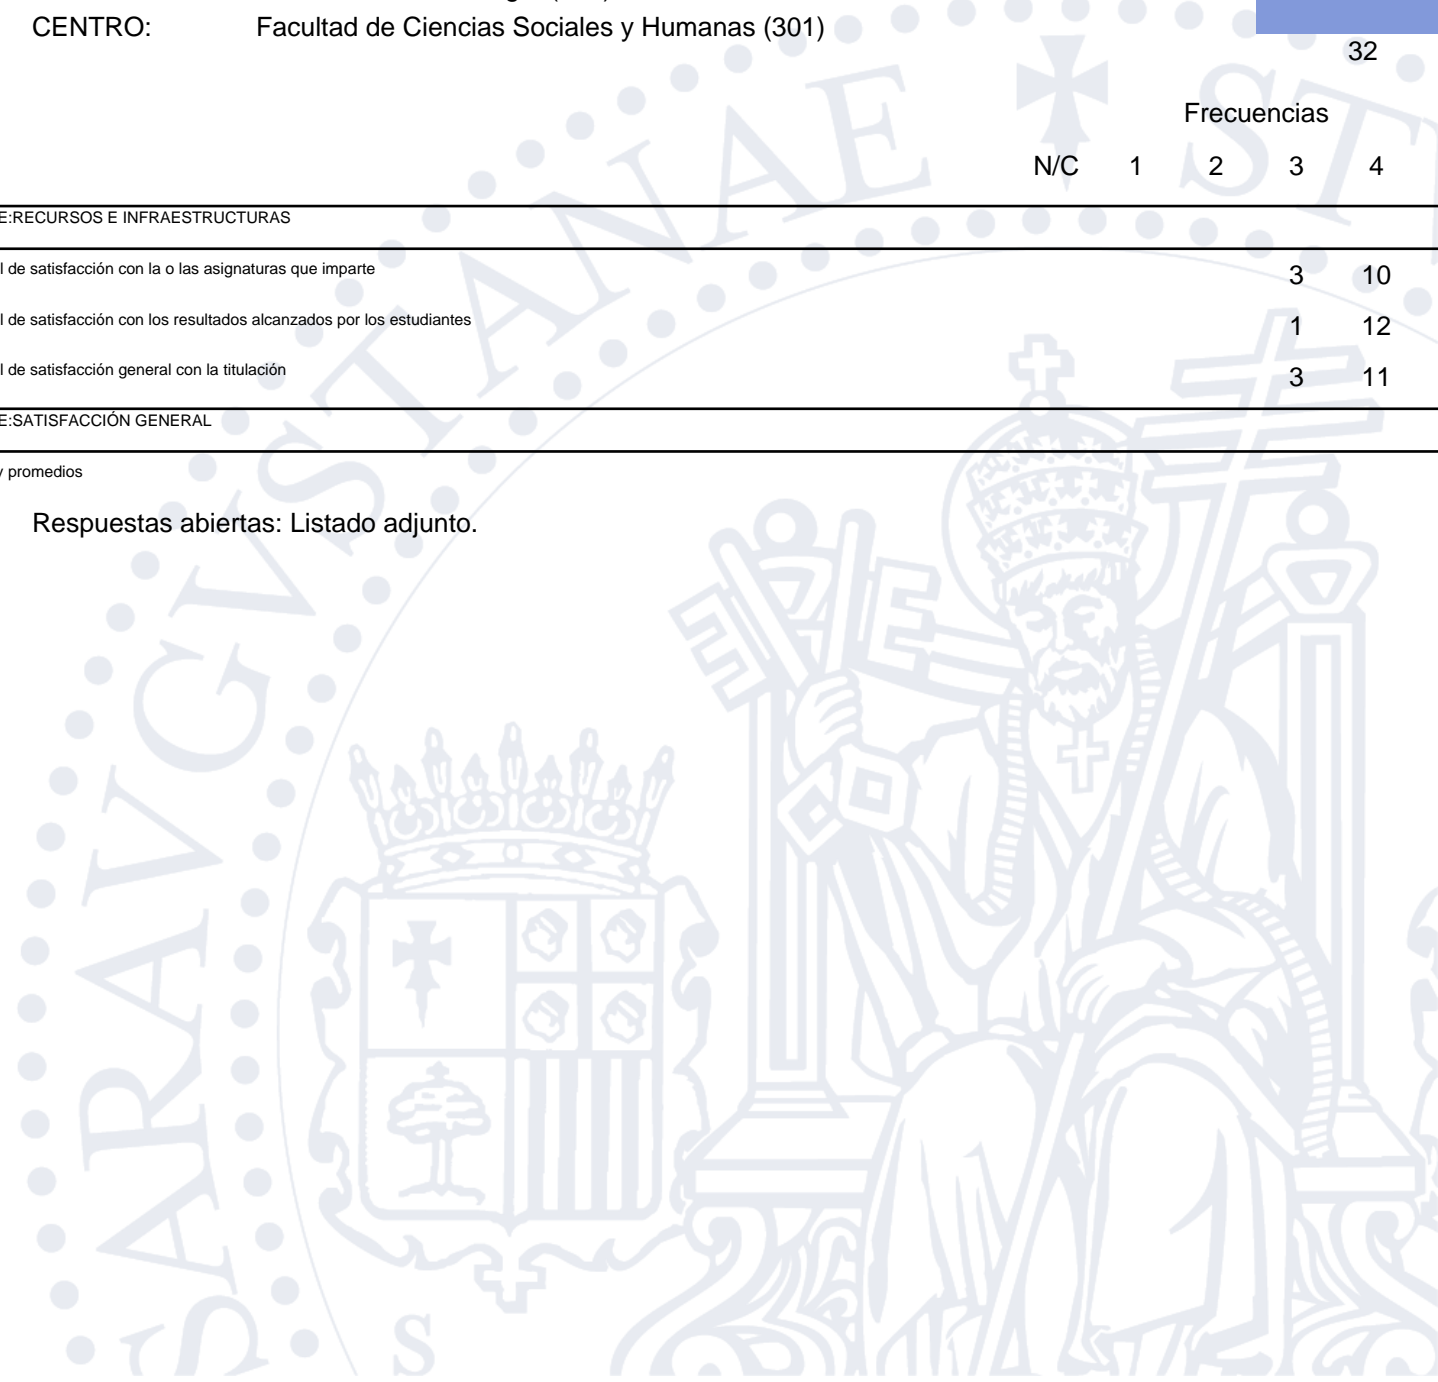 CENTRO: Facultad de Ciencias Sociales y Humanas (301)
32
Frecuencias
N/C 1 2 3 4
E:RECURSOS E INFRAESTRUCTURAS
l de satisfacción con la o las asignaturas que imparte 3 10
l de satisfacción con los resultados alcanzados por los estudiantes 1 12
l de satisfacción general con la titulación 3 11
E:SATISFACCIÓN GENERAL
y promedios
Respuestas abiertas: Listado adjunto.
SARAVGVSTANAE ST
S